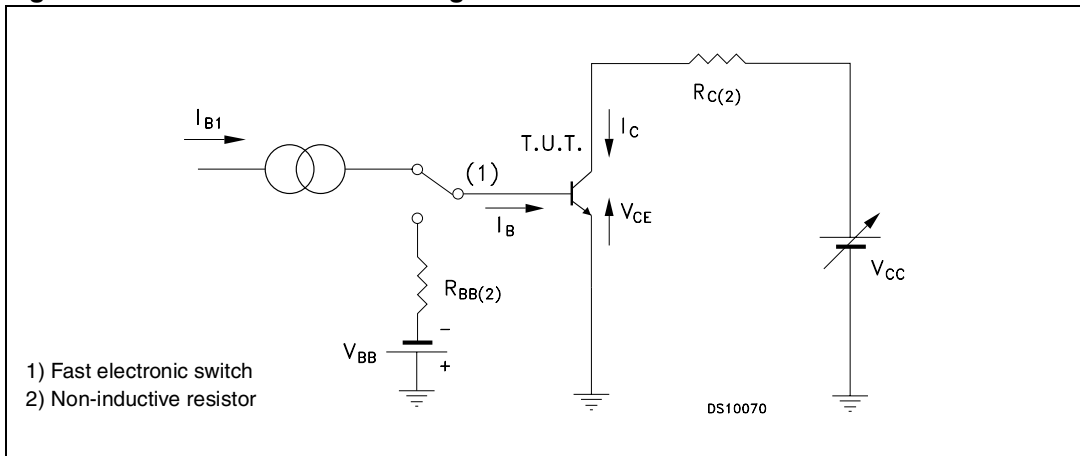 R_C(2)
I_B1
I_C
T.U.T.
(1)
V_CE
I_B
V_CC
R_BB(2)
−
V_BB
+
1) Fast electronic switch
2) Non-inductive resistor
DS10070